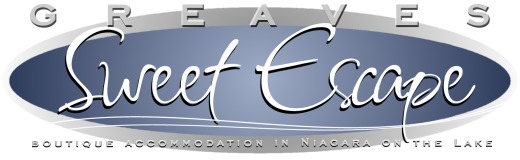 GREAVES
Sweet Escape
BOUTIQUE ACCOMMODATION IN NIAGARA ON THE LAKE